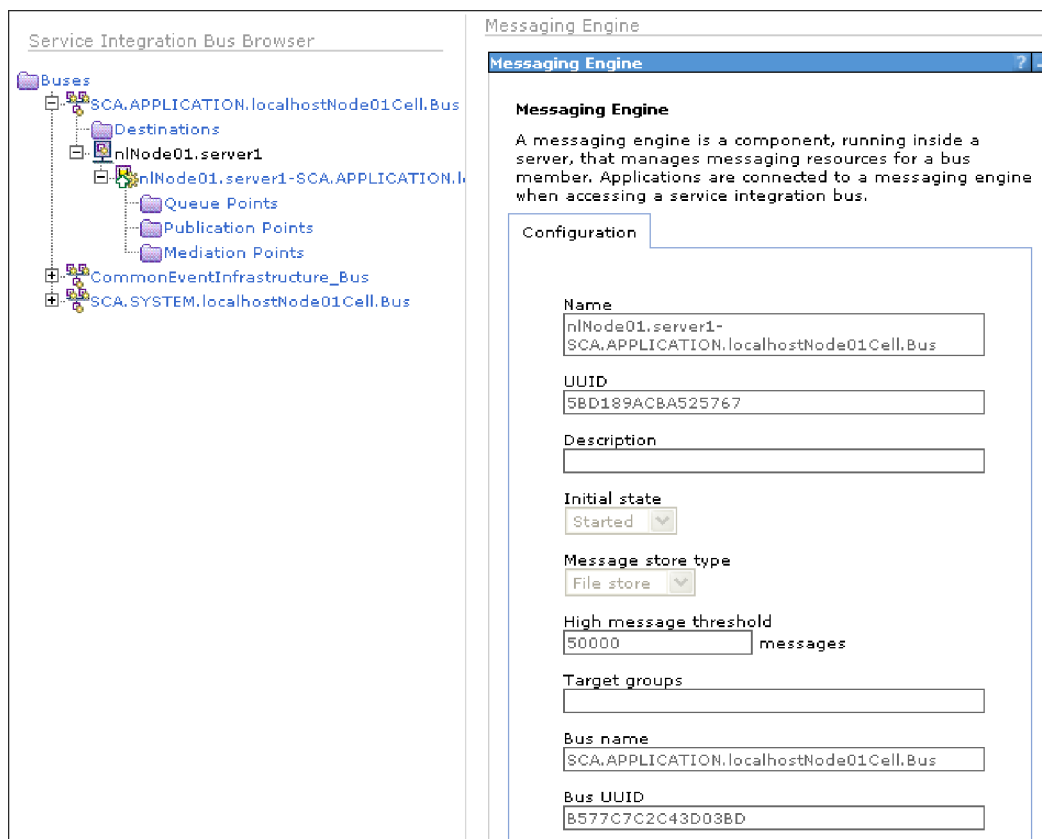 Service Integration Bus Browser
Buses
SCA.APPLICATION.localhostNode01Cell.Bus
Destinations
nlNode01.server1
nlNode01.server1-SCA.APPLICATION.l
Queue Points
Publication Points
Mediation Points
CommonEventInfrastructure_Bus
SCA.SYSTEM.localhostNode01Cell.Bus
Messaging Engine
Messaging Engine ? -
Messaging Engine
A messaging engine is a component, running inside a
server, that manages messaging resources for a bus
member. Applications are connected to a messaging engine
when accessing a service integration bus.
Configuration
Name
nlNode01.server1-
SCA.APPLICATION.localhostNode01Cell.Bus
UUID
5BD189ACBA525767
Description
Initial state
Started
Message store type
File store
High message threshold
50000 messages
Target groups
Bus name
SCA.APPLICATION.localhostNode01Cell.Bus
Bus UUID
B577C7C2C43D03BD